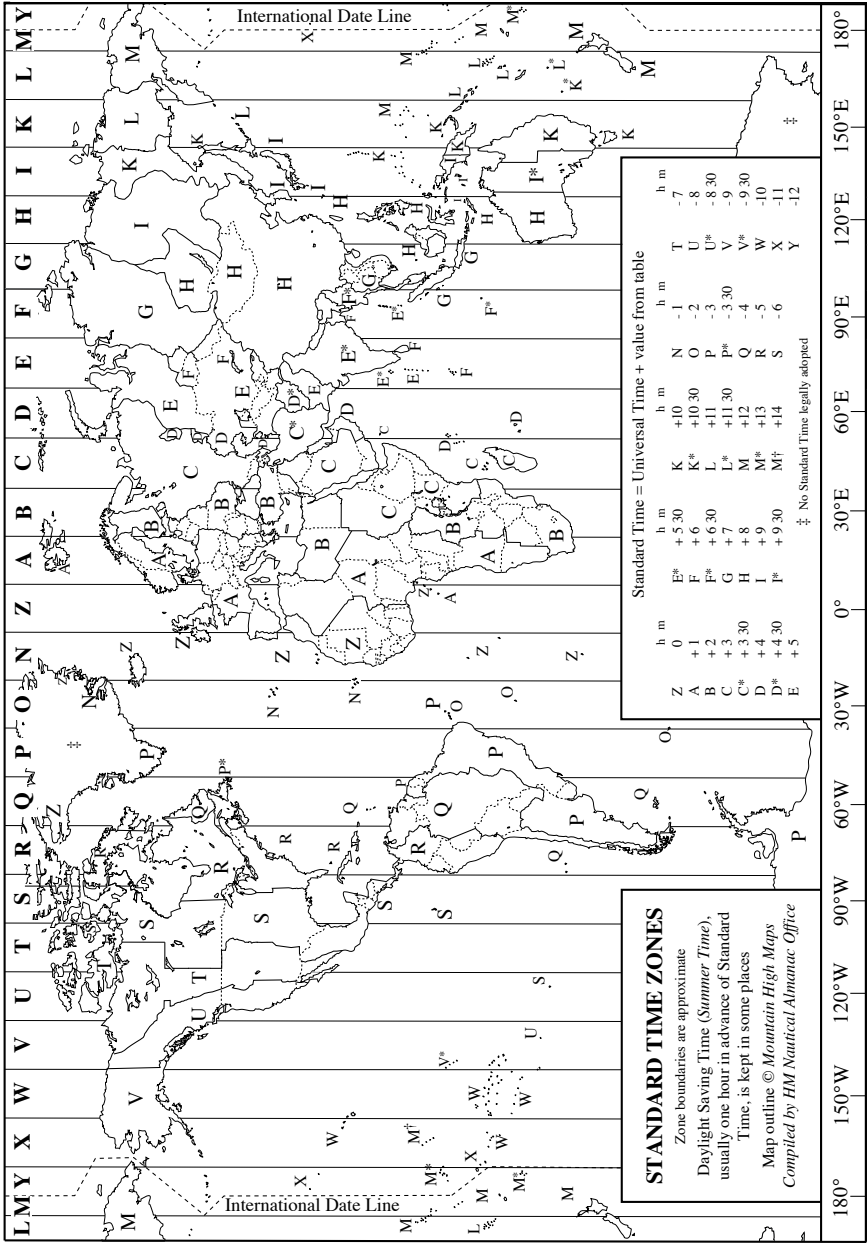 LMY X W V U T S R Q P O N Z A B C D E F G H I K L MY
International Date Line
International Date Line
M
V
U
T
S
T
S
R
Q
Z
‡
P
N
Z
Z
Z
P*
Q
R
R
Q
P
R
Q
P
P
Q
Q
O
P
O
O
N
N
Z
Z
Z
Z
Z
A
A
A
B
B
B
B
B
C
C
C
C
C
C*
D
D*
D
D
D
E
E
E
F
F
E*
E*
E
F
F
F*
F*
G
G
G
G
H
H
H
H
H
H
H
H
I
I
I
I
I*
K
K
K
K
K
K
L
L
L
L*
M
M
M
M
M*
X
X
X
W
W
W
V*
U
S
S
S
M†
M*
M*
M
M
M
L
‡
P
STANDARD TIME ZONES
Zone boundaries are approximate
Daylight Saving Time (Summer Time),
usually one hour in advance of Standard
Time, is kept in some places
Map outline © Mountain High Maps
Compiled by HM Nautical Almanac Office
Standard Time = Universal Time + value from table
h m h m h m h m h m
Z 0 E* + 5 30 K +10 N - 1 T - 7
A + 1 F + 6 K* +10 30 O - 2 U - 8
B + 2 F* + 6 30 L +11 P - 3 U* - 8 30
C + 3 G + 7 L* +11 30 P* - 3 30 V - 9
C* + 3 30 H + 8 M +12 Q - 4 V* - 9 30
D + 4 I + 9 M* +13 R - 5 W -10
D* + 4 30 I* + 9 30 M† +14 S - 6 X -11
E + 5 Y -12
‡ No Standard Time legally adopted
180° 150°W 120°W 90°W 60°W 30°W 0° 30°E 60°E 90°E 120°E 150°E 180°